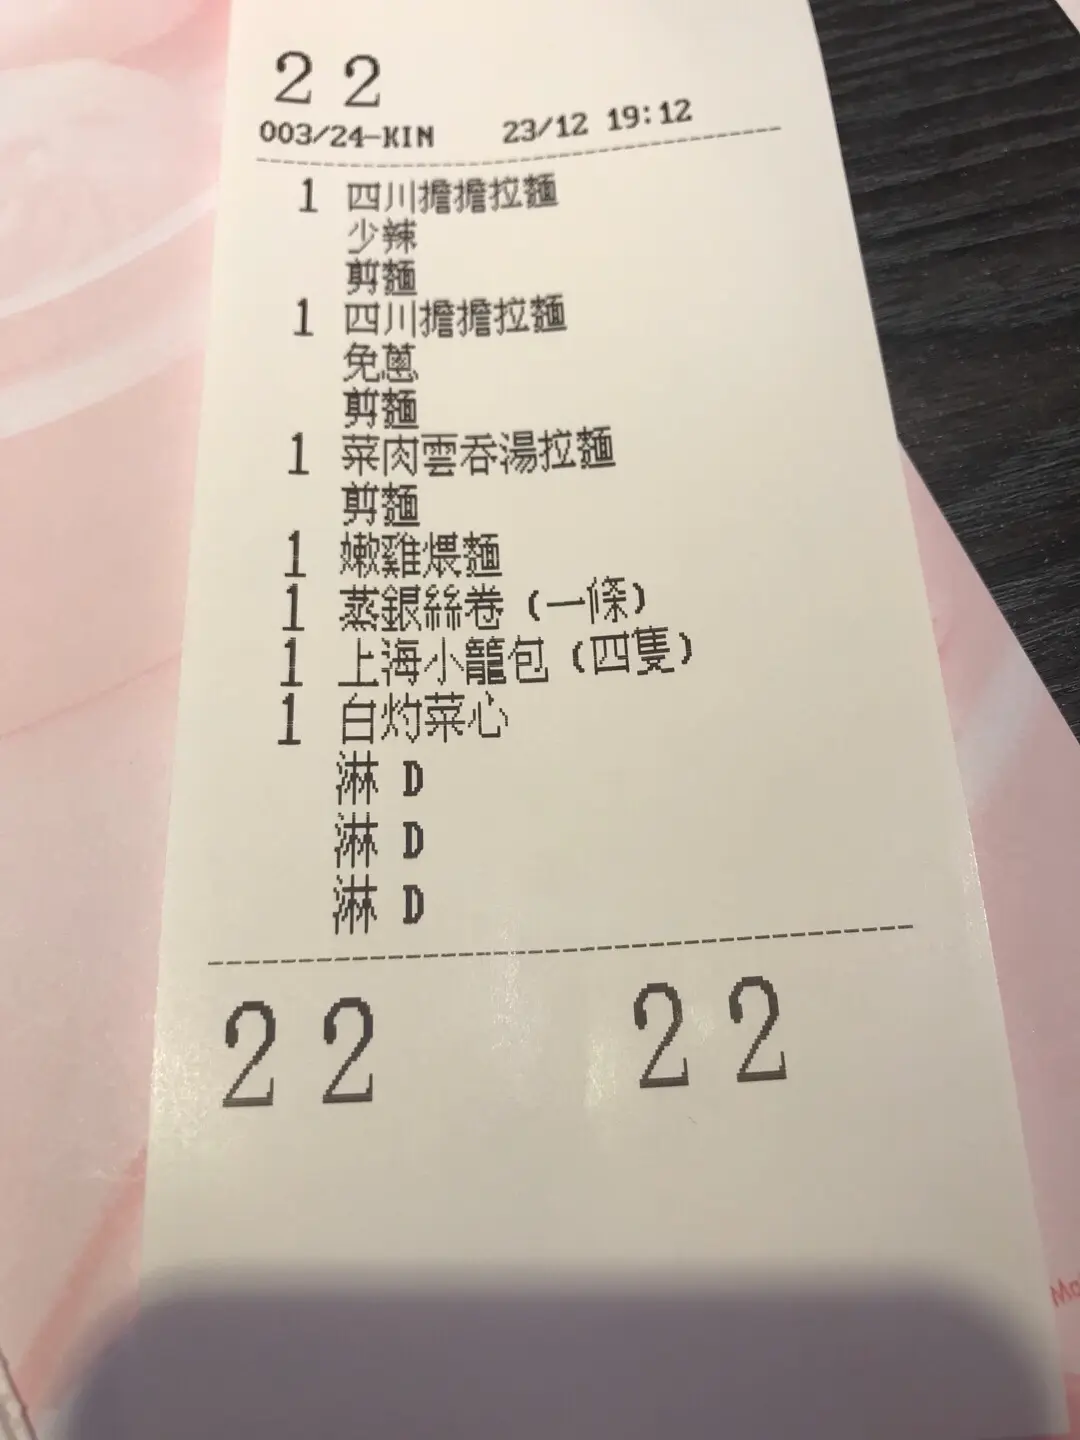 22
003/24-KIN 23/12 19:12
1 四川擔擔拉麵
少辣
剪麵
1 四川擔擔拉麵
免蔥
剪麵
1 菜肉雲吞湯拉麵
剪麵
1 嫩雞煨麵
1 蒸銀絲卷 (一條)
1 上海小籠包 (四隻)
1 白灼菜心
淋 D
淋 D
淋 D
22 22